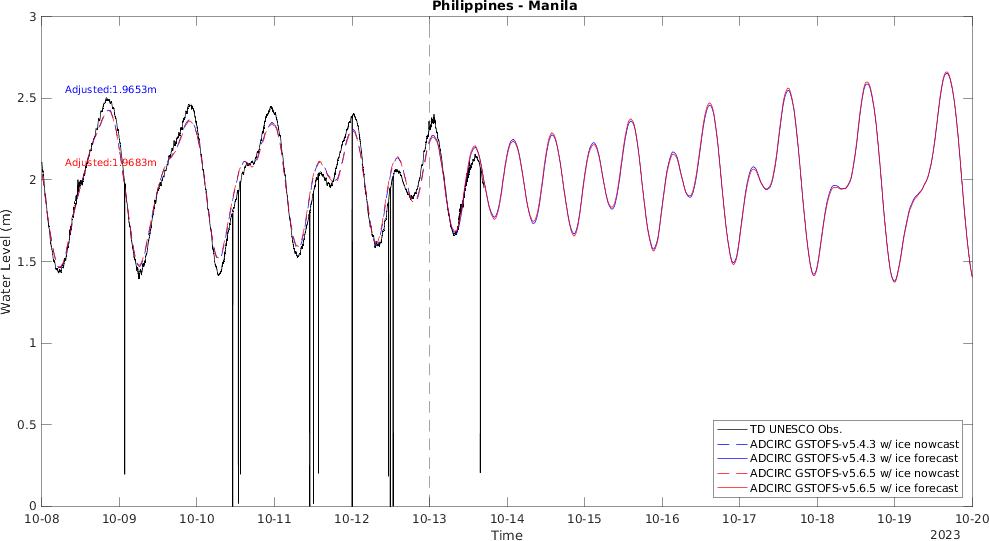 Philippines - Manila
3
2.5
2
1.5
1
0.5
0
Water Level (m)
Adjusted:1.9653m
Adjusted:1.9683m
TD UNESCO Obs.
ADCIRC GSTOFS-v5.4.3 w/ ice nowcast
ADCIRC GSTOFS-v5.4.3 w/ ice forecast
ADCIRC GSTOFS-v5.6.5 w/ ice nowcast
ADCIRC GSTOFS-v5.6.5 w/ ice forecast
10-08 10-09 10-10 10-11 10-12 10-13 10-14 10-15 10-16 10-17 10-18 10-19 10-20
Time
2023